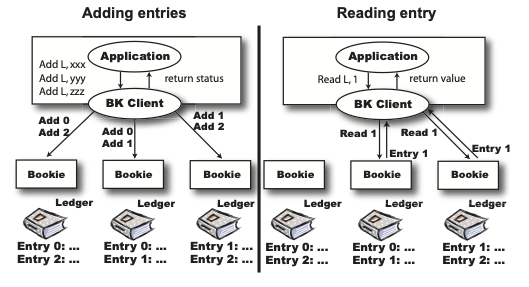 Adding entries
Application
Add L, xxx
Add L, yyy
Add L, zzz
return status
BK Client
Add 0
Add 2
Add 0
Add 1
Add 1
Add 2
Bookie
Bookie
Bookie
Ledger
Ledger
Ledger
Entry 0: ...
Entry 2: ...
Entry 0: ...
Entry 1: ...
Entry 1: ...
Entry 2: ...
Reading entry
Application
Read L, 1
return value
BK Client
Read 1
Read 1
Entry 1
Entry 1
Bookie
Bookie
Bookie
Ledger
Ledger
Ledger
Entry 0: ...
Entry 2: ...
Entry 0: ...
Entry 1: ...
Entry 1: ...
Entry 2: ...